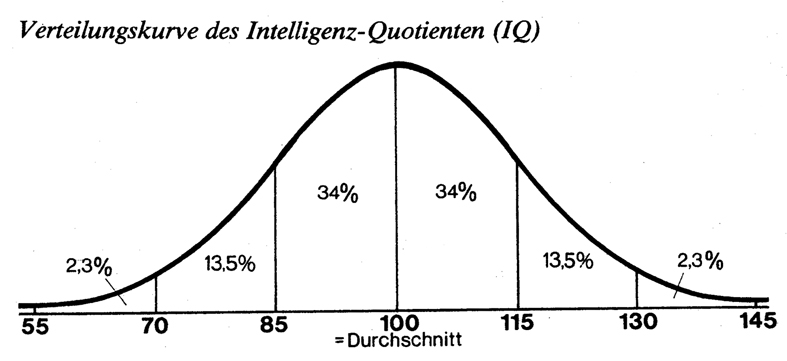 Verteilungskurve des Intelligenz-Quotienten (IQ)
34% 34%
2,3% 13,5% 13,5% 2,3%
55 70 85 100 115 130 145
=Durchschnitt